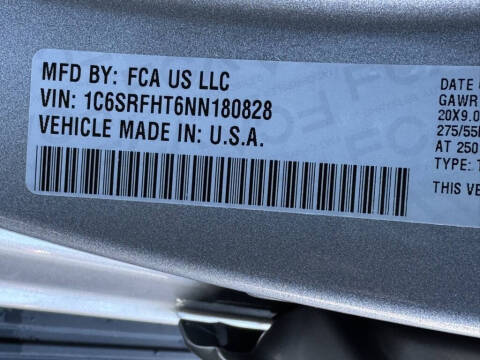 MFD BY: FCA US LLC
VIN: 1C6SRFHT6NN180828
VEHICLE MADE IN: U.S.A.
DATE
GAWR
20X9.0
275/55
AT 250
TYPE:
THIS VE